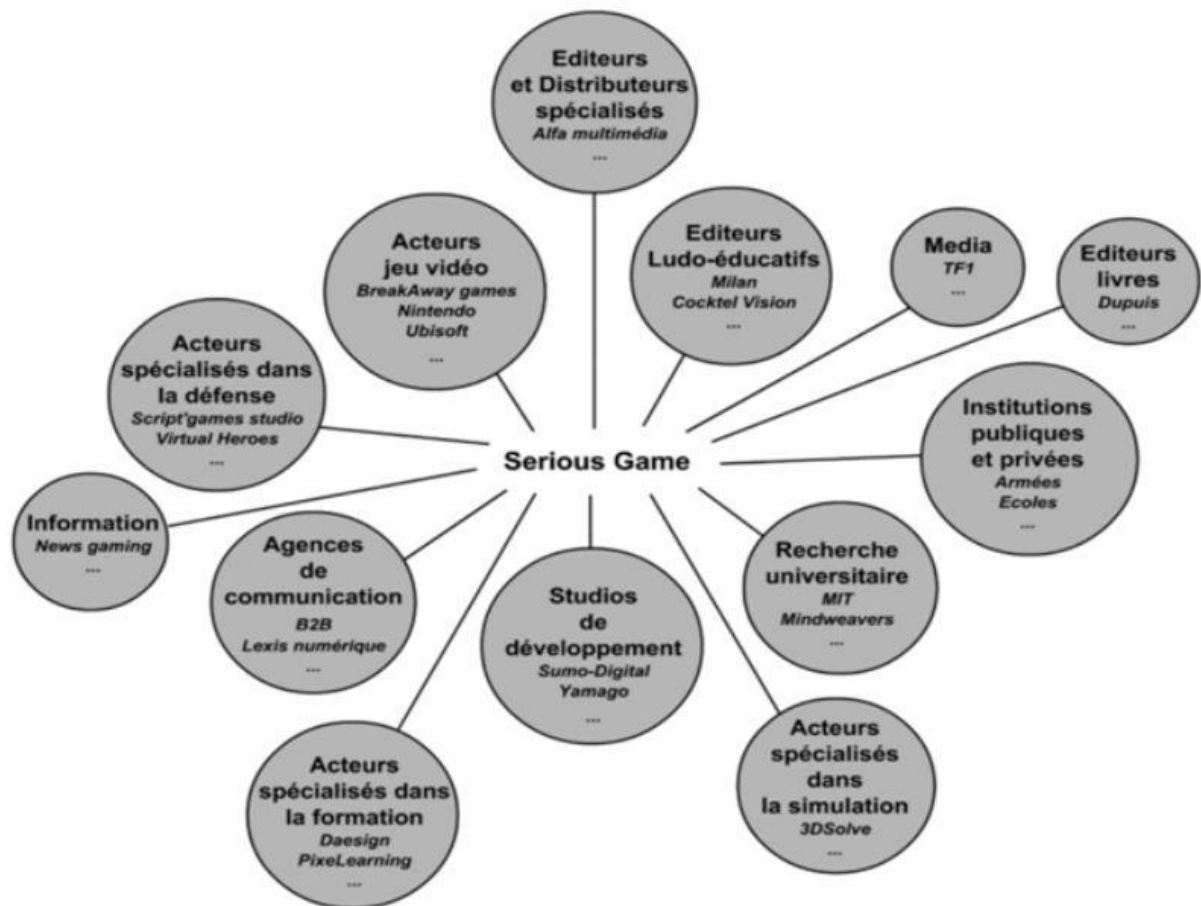 Editeurs
et Distributeurs
spécialisés
Alfa multimédia
...
Acteurs
jeu vidéo
BreakAway games
Nintendo
Ubisoft
...
Editeurs
Ludo-éducatifs
Milan
Cocktel Vision
...
Media
TF1
...
Editeurs
livres
Dupuis
...
Acteurs
spécialisés dans
la défense
Script'games studio
Virtual Heroes
...
Serious Game
Institutions
publiques
et privées
Armées
Ecoles
...
Information
News gaming
...
Agences
de
communication
B2B
Lexis numérique
...
Studios
de
développement
Sumo-Digital
Yamago
...
Recherche
universitaire
MIT
Mindweavers
...
Acteurs
spécialisés dans
la formation
Daesign
PixeLearning
...
Acteurs
spécialisés
dans
la simulation
3DSolve
...